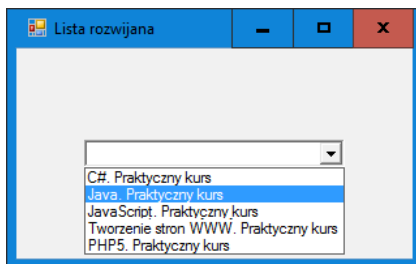 Lista rozwijana
C#. Praktyczny kurs
Java. Praktyczny kurs
JavaScript. Praktyczny kurs
Tworzenie stron WWW. Praktyczny kurs
PHP5. Praktyczny kurs